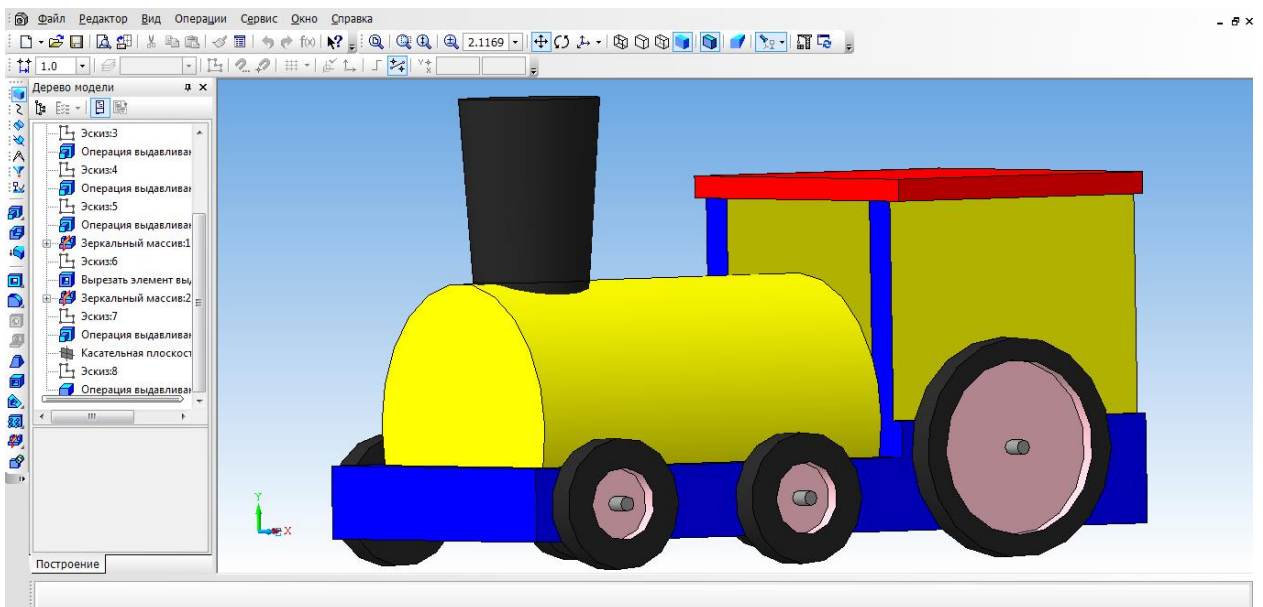 Файл Редактор Вид Операции Сервис Окно Справка
2.1169
1.0
Дерево модели
Эскиз:3
Операция выдавливан
Эскиз:4
Операция выдавливан
Эскиз:5
Операция выдавливан
Зеркальный массив:1
Эскиз:6
Вырезать элемент выд
Зеркальный массив:2
Эскиз:7
Операция выдавливан
Касательная плоскост
Эскиз:8
Операция выдавливан
Построение
Y
X